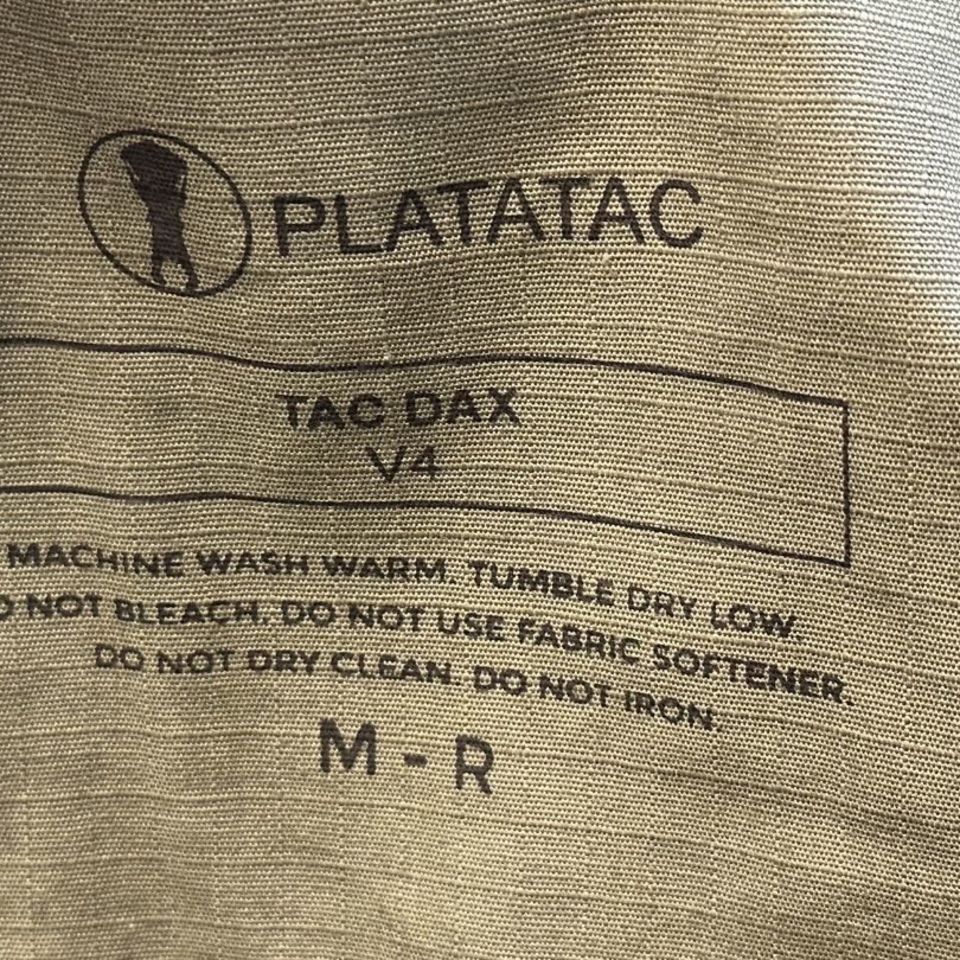 PLATATAC
TAC DAX
V4
MACHINE WASH WARM. TUMBLE DRY LOW.
DO NOT BLEACH. DO NOT USE FABRIC SOFTENER.
DO NOT DRY CLEAN. DO NOT IRON.
M - R